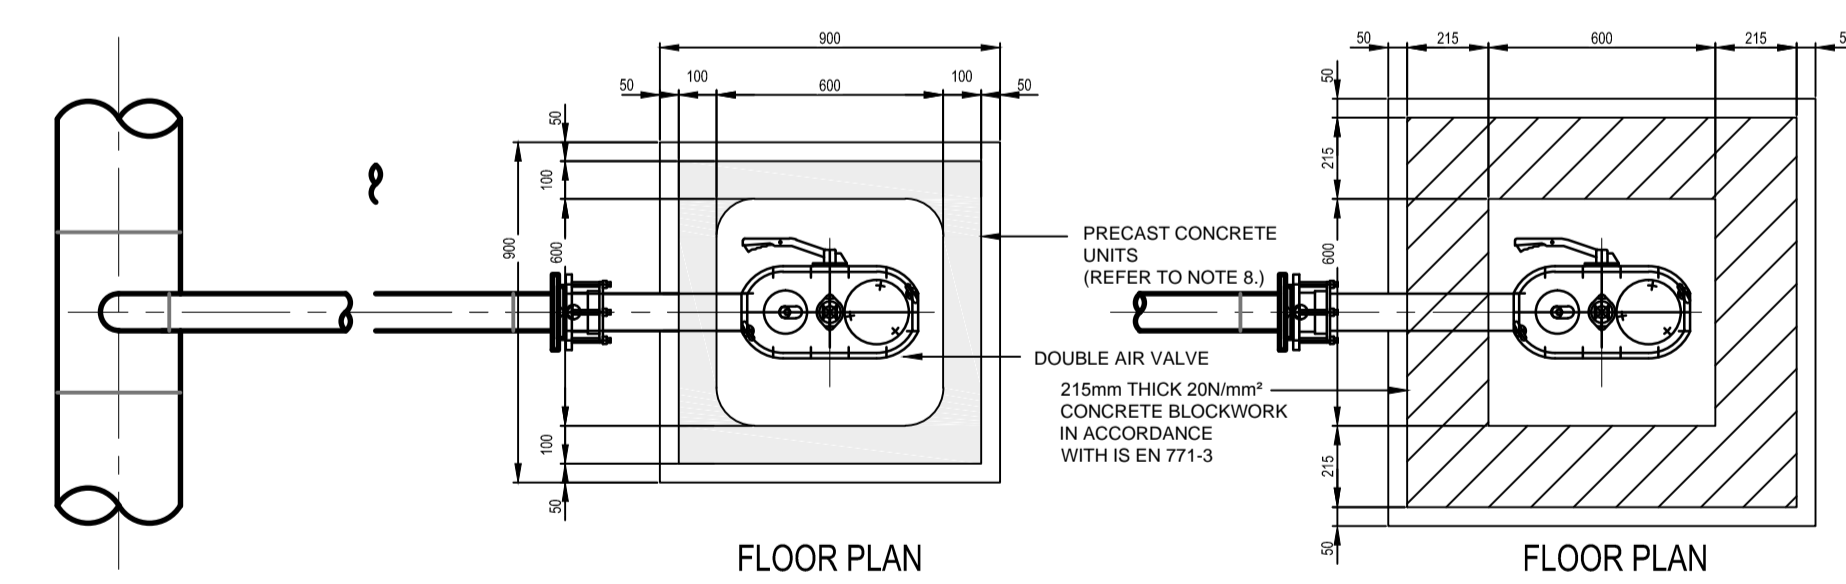 900
50
100
600
100
50
50
100
900
600
100
50
PRECAST CONCRETE
UNITS
(REFER TO NOTE 8.)
DOUBLE AIR VALVE
215mm THICK 20N/mm²
CONCRETE BLOCKWORK
IN ACCORDANCE
WITH IS EN 771-3
FLOOR PLAN
50
215
600
215
50
215
600
215
50
FLOOR PLAN